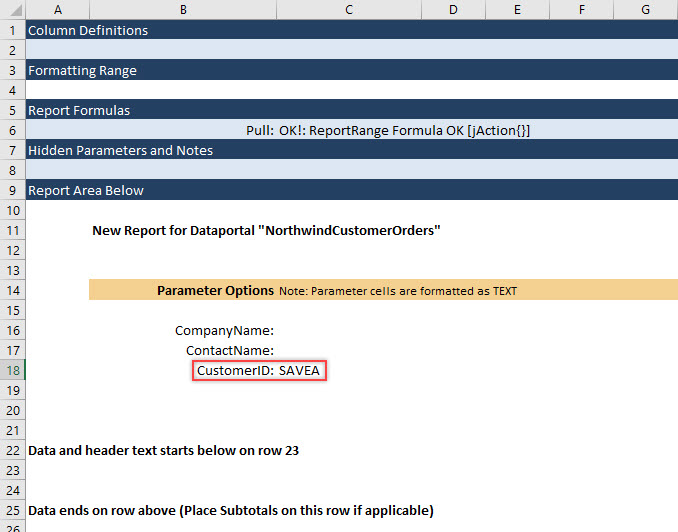 A B C D E F G
1 Column Definitions
2
3 Formatting Range
4
5 Report Formulas
6 Pull: OK!: ReportRange Formula OK [jAction{}]
7 Hidden Parameters and Notes
8
9 Report Area Below
10
11 New Report for Dataportal "NorthwindCustomerOrders"
12
13
14 Parameter Options Note: Parameter cells are formatted as TEXT
15
16 CompanyName:
17 ContactName:
18 CustomerID: SAVEA
19
20
21
22 Data and header text starts below on row 23
23
24
25 Data ends on row above (Place Subtotals on this row if applicable)
26